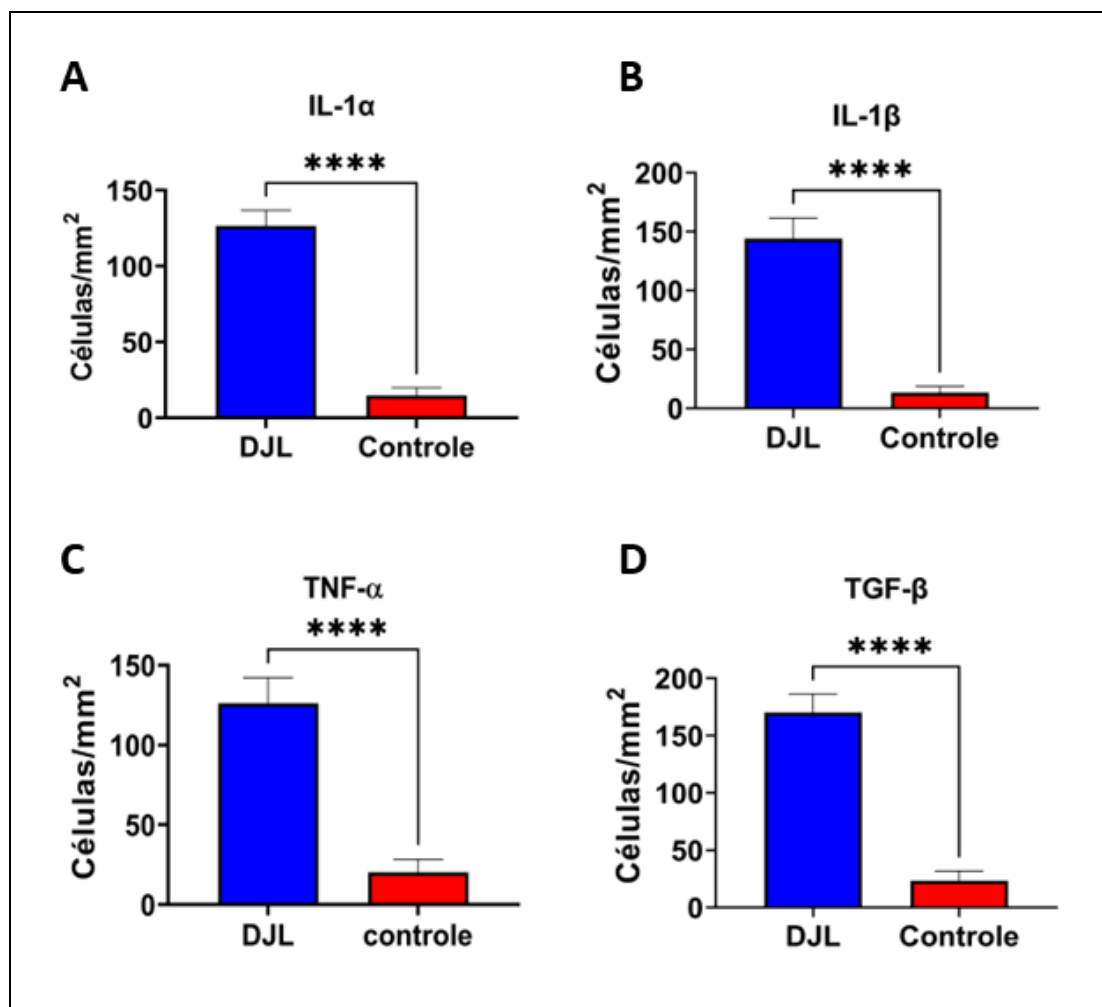 A
IL-1α
****
Células/mm²
150
100
50
0
DJL Controle
B
IL-1β
****
Células/mm²
200
150
100
50
0
DJL Controle
C
TNF-α
****
Células/mm²
150
100
50
0
DJL controle
D
TGF-β
****
Células/mm²
200
150
100
50
0
DJL Controle